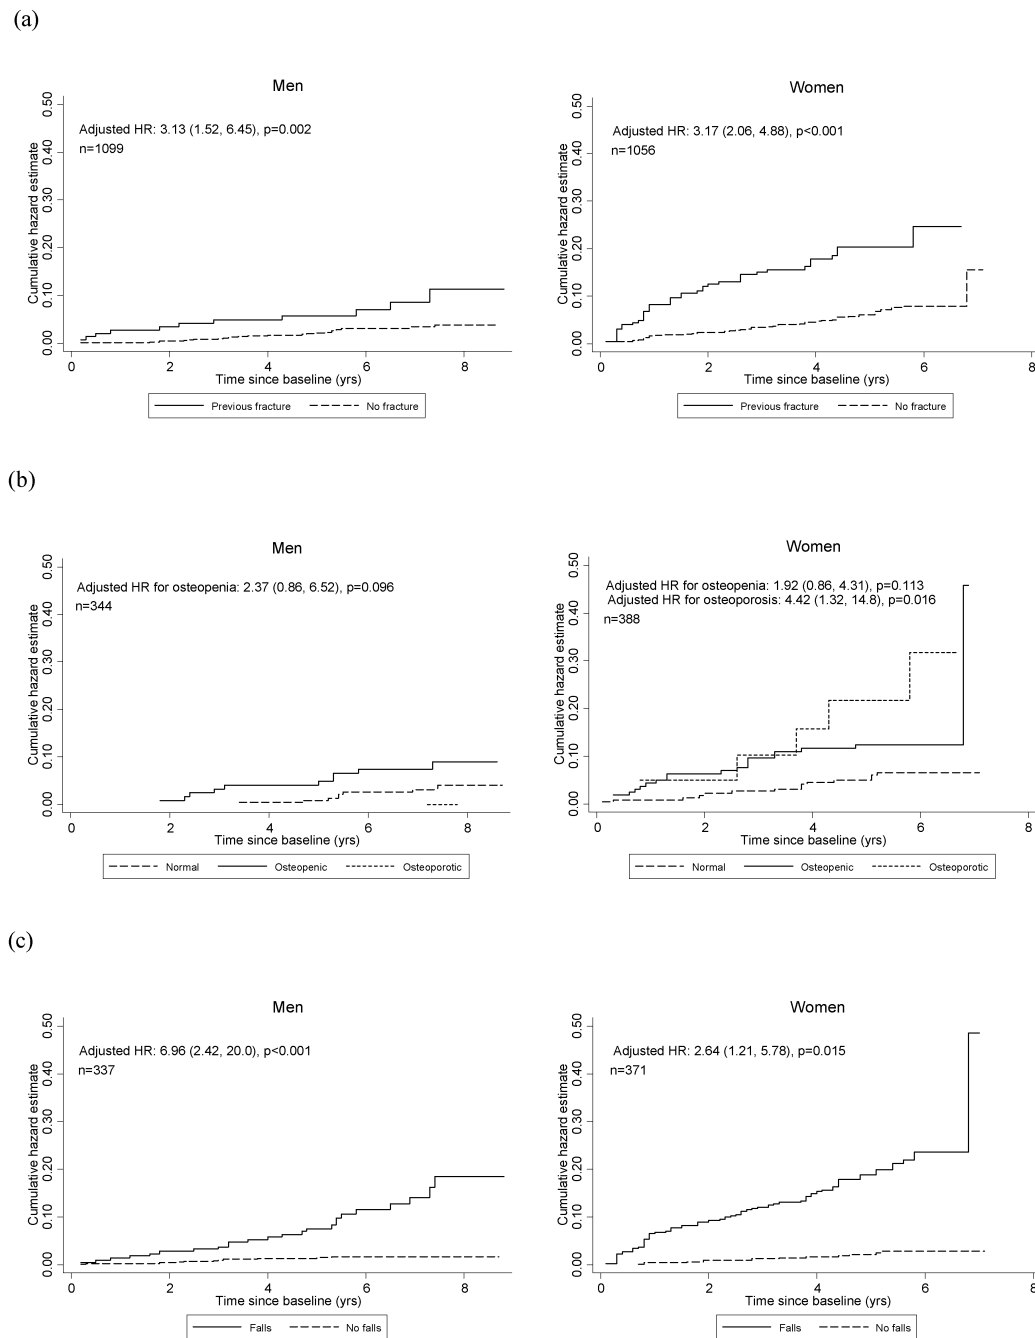 (a)
Men
Adjusted HR: 3.13 (1.52, 6.45), p=0.002
n=1099
Cumulative hazard estimate
0.00 0.10 0.20 0.30 0.40 0.50
0 2 4 6 8
Time since baseline (yrs)
Previous fracture No fracture
Women
Adjusted HR: 3.17 (2.06, 4.88), p<0.001
n=1056
Cumulative hazard estimate
0.00 0.10 0.20 0.30 0.40 0.50
0 2 4 6 8
Time since baseline (yrs)
Previous fracture No fracture
(b)
Men
Adjusted HR for osteopenia: 2.37 (0.86, 6.52), p=0.096
n=344
Cumulative hazard estimate
0.00 0.10 0.20 0.30 0.40 0.50
0 2 4 6 8
Time since baseline (yrs)
Normal Osteopenic Osteoporotic
Women
Adjusted HR for osteopenia: 1.92 (0.86, 4.31), p=0.113
Adjusted HR for osteoporosis: 4.42 (1.32, 14.8), p=0.016
n=388
Cumulative hazard estimate
0.00 0.10 0.20 0.30 0.40 0.50
0 2 4 6 8
Time since baseline (yrs)
Normal Osteopenic Osteoporotic
(c)
Men
Adjusted HR: 6.96 (2.42, 20.0), p<0.001
n=337
Cumulative hazard estimate
0.00 0.10 0.20 0.30 0.40 0.50
0 2 4 6 8
Time since baseline (yrs)
Falls No falls
Women
Adjusted HR: 2.64 (1.21, 5.78), p=0.015
n=371
Cumulative hazard estimate
0.00 0.10 0.20 0.30 0.40 0.50
0 2 4 6 8
Time since baseline (yrs)
Falls No falls